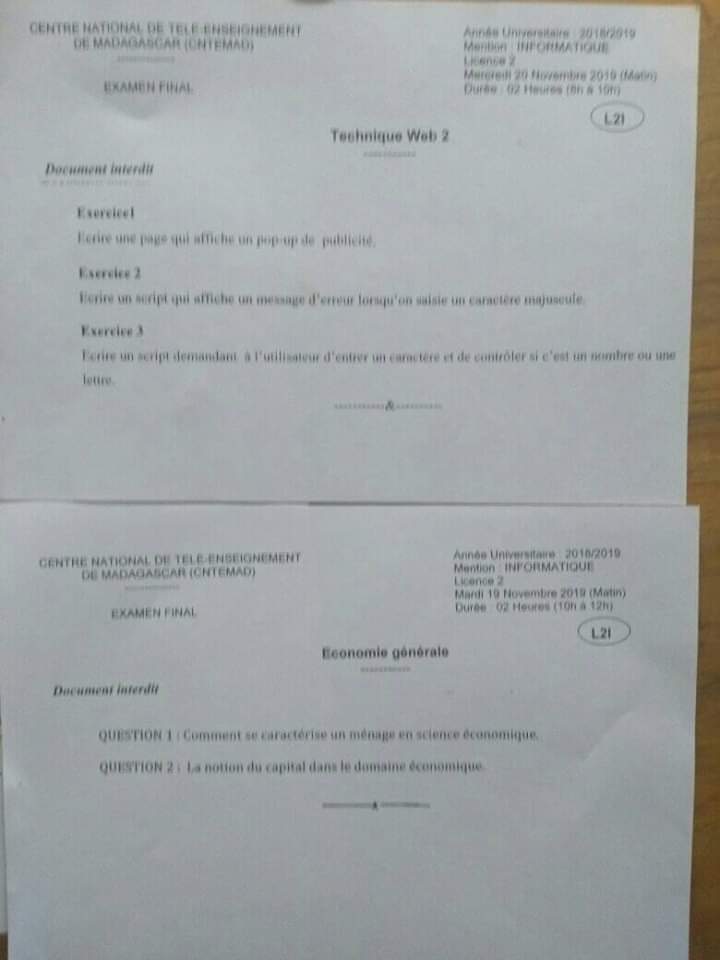 CENTRE NATIONAL DE TELE-ENSEIGNEMENT
DE MADAGASCAR (CNTEMAD)
EXAMEN FINAL
Année Universitaire : 2018/2019
Mention : INFORMATIQUE
Licence 2
Mercredi 20 Novembre 2019 (Matin)
Durée : 02 Heures (8h à 10h)
L2I
Technique Web 2
Document interdit
Exercice1
Ecrire une page qui affiche un pop-up de publicité.
Exercice 2
Ecrire un script qui affiche un message d'erreur lorsqu'on saisie un caractère majuscule.
Exercice 3
Ecrire un script demandant à l'utilisateur d'entrer un caractère et de contrôler si c'est un nombre ou une
lettre.
-----------&-----------
CENTRE NATIONAL DE TELE-ENSEIGNEMENT
DE MADAGASCAR (CNTEMAD)
EXAMEN FINAL
Année Universitaire : 2018/2019
Mention : INFORMATIQUE
Licence 2
Mardi 19 Novembre 2019 (Matin)
Durée : 02 Heures (10h à 12h)
L2I
Economie générale
Document interdit
QUESTION 1 : Comment se caractérise un ménage en science économique.
QUESTION 2 : La notion du capital dans le domaine économique.